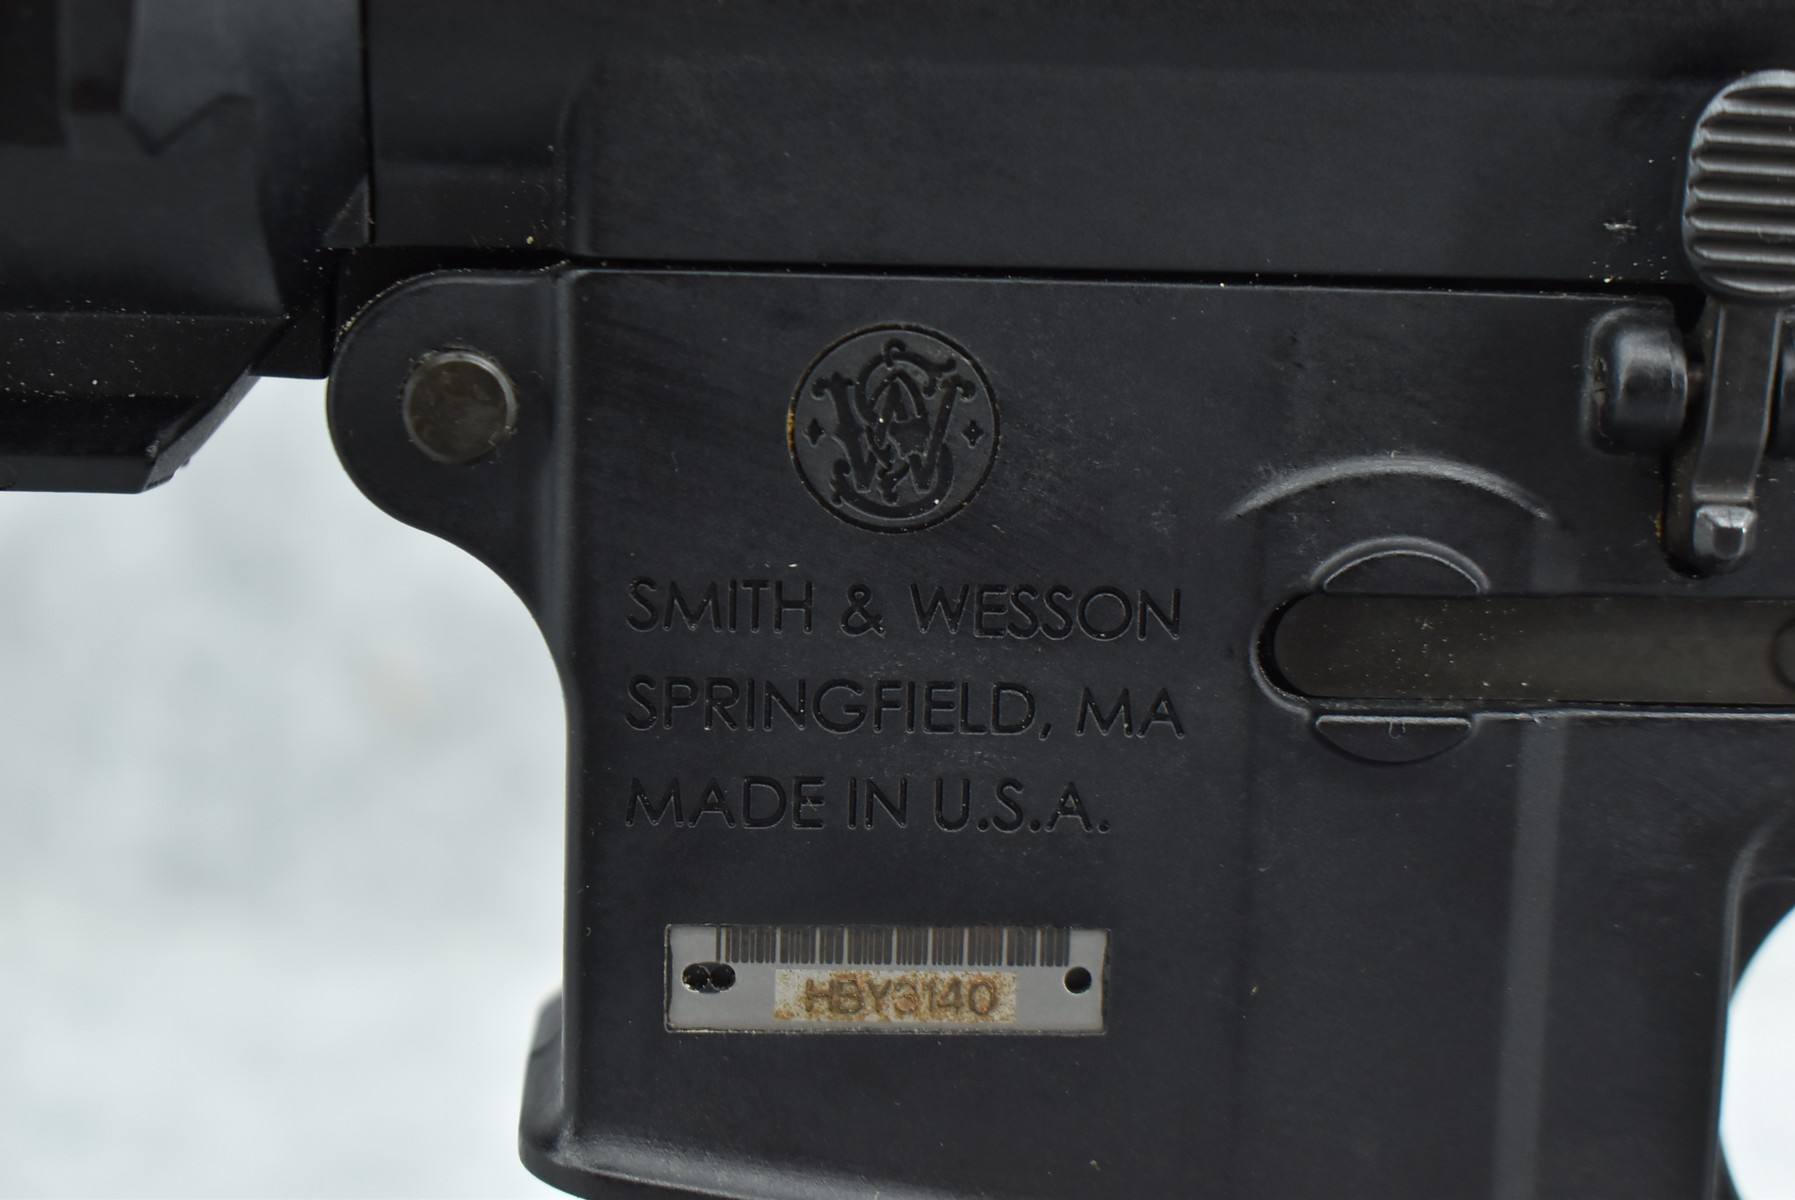 SMITH & WESSON
SPRINGFIELD, MA
MADE IN U.S.A.
HBY3140